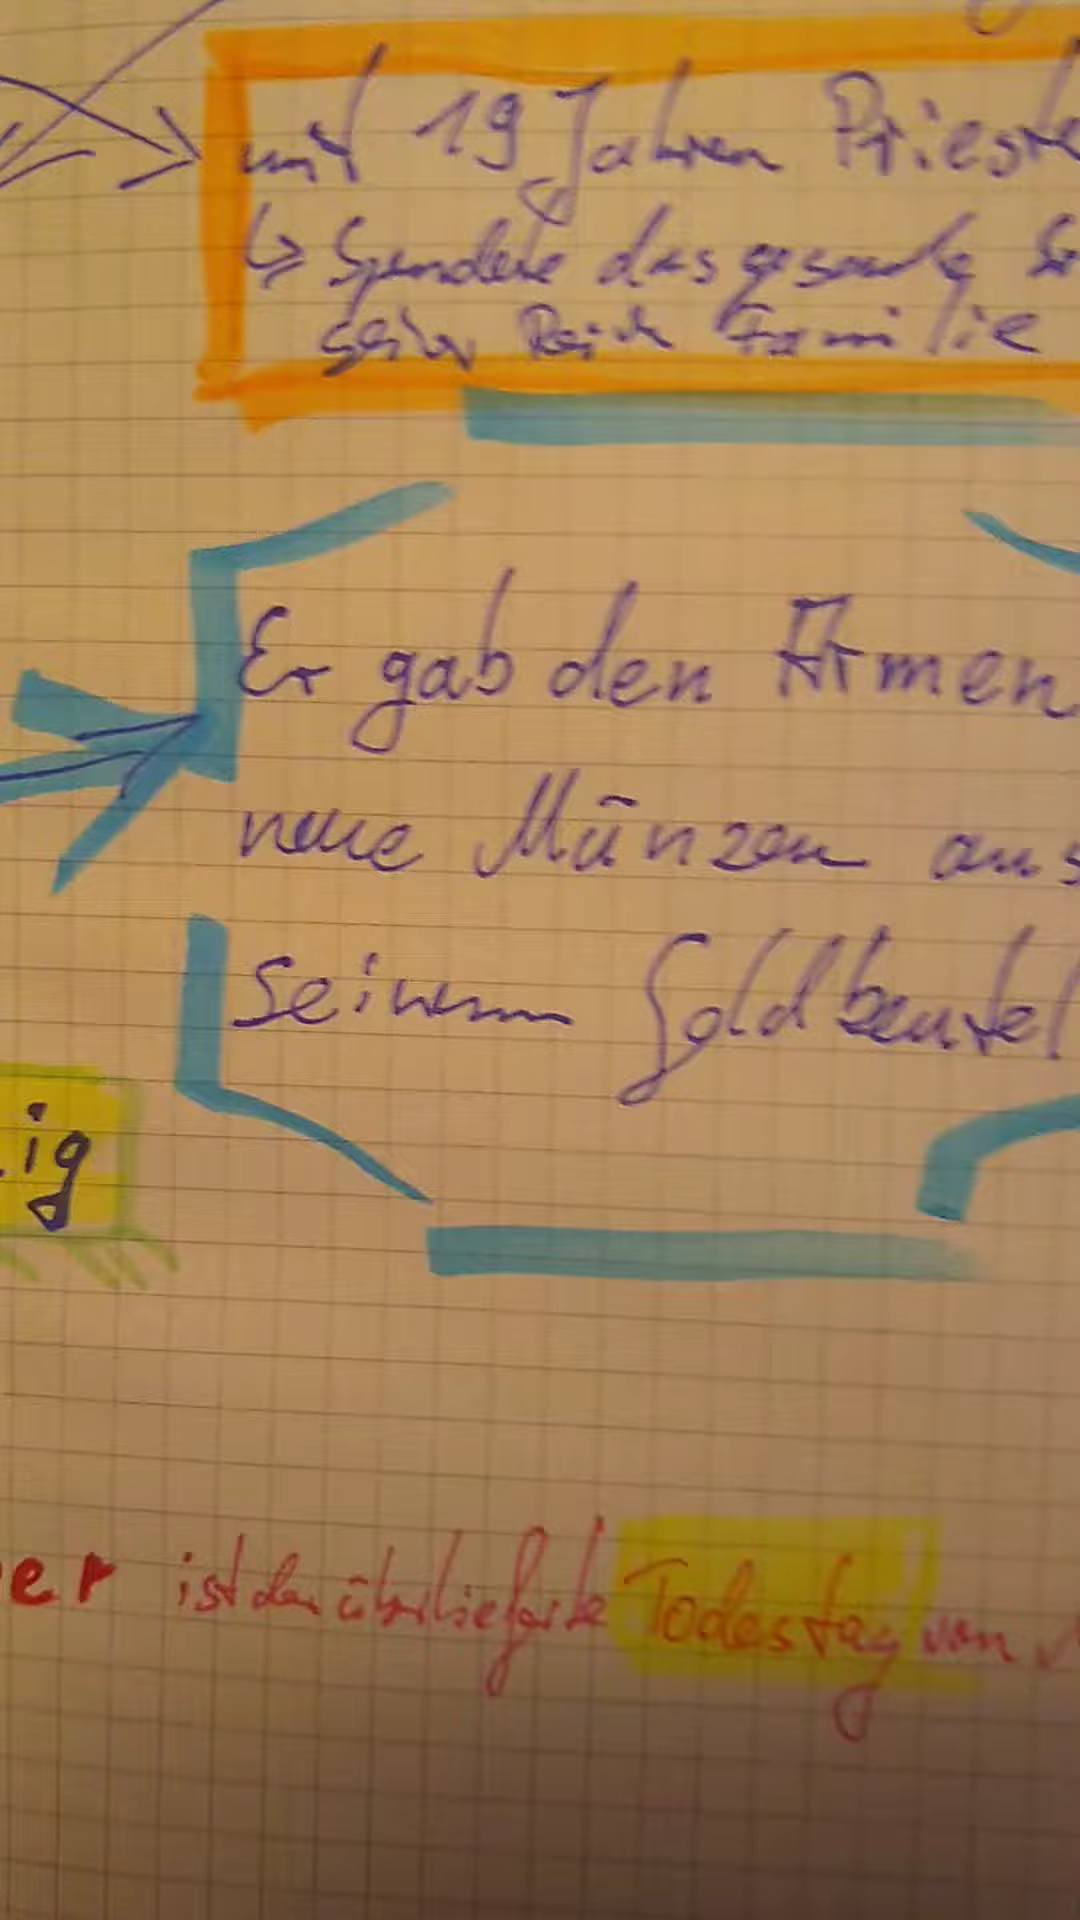 mit 19 Jahren Prieste
↳ Spendete das gesamte
seiner Reich Familie
Er gab den Armen
neue Münzen aus
seinem Goldbeutel
ig
er ist der überlieferte Todestag von